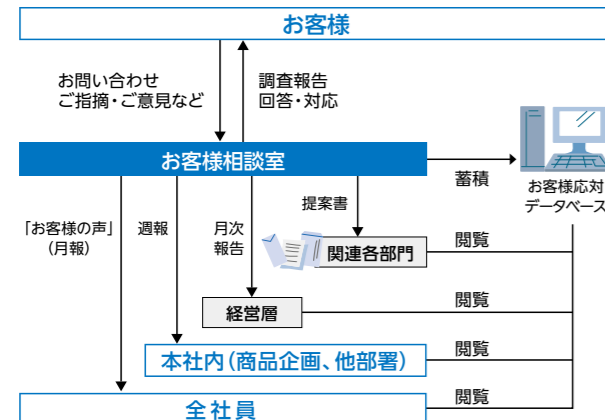 お客様
お問い合わせ
ご指摘・ご意見など
調査報告
回答・対応
お客様相談室
蓄積
お客様応対
データベース
「お客様の声」
（月報）
週報
月次
報告
提案書
関連各部門
閲覧
経営層
閲覧
本社内（商品企画、他部署）
閲覧
全社員
閲覧